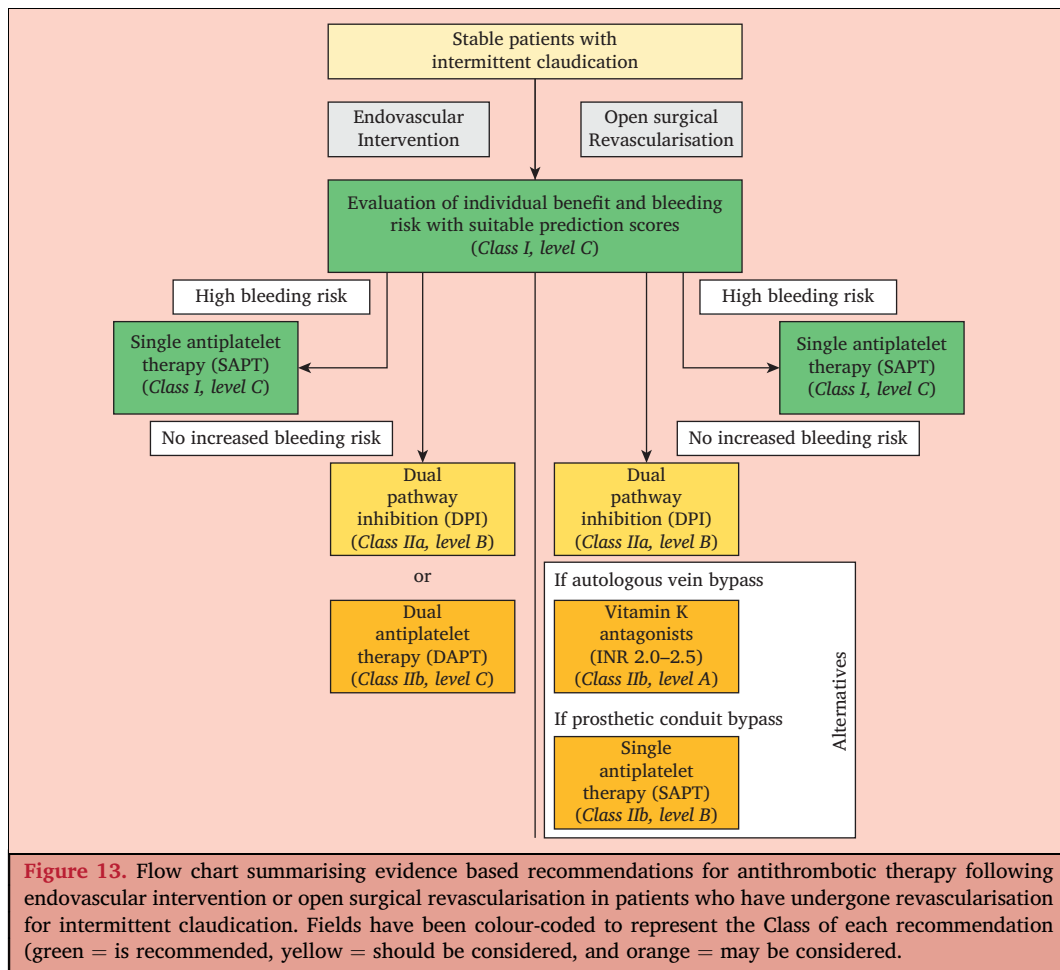 Stable patients with
intermittent claudication
Endovascular
Intervention
Open surgical
Revascularisation
Evaluation of individual benefit and bleeding
risk with suitable prediction scores
(Class I, level C)
High bleeding risk
High bleeding risk
Single antiplatelet
therapy (SAPT)
(Class I, level C)
Single antiplatelet
therapy (SAPT)
(Class I, level C)
No increased bleeding risk
No increased bleeding risk
Dual
pathway
inhibition (DPI)
(Class IIa, level B)
or
Dual
antiplatelet
therapy (DAPT)
(Class IIb, level C)
Dual
pathway
inhibition (DPI)
(Class IIa, level B)
If autologous vein bypass
Vitamin K
antagonists
(INR 2.0–2.5)
(Class IIb, level A)
If prosthetic conduit bypass
Single
antiplatelet
therapy (SAPT)
(Class IIb, level B)
Alternatives
Figure 13. Flow chart summarising evidence based recommendations for antithrombotic therapy following
endovascular intervention or open surgical revascularisation in patients who have undergone revascularisation
for intermittent claudication. Fields have been colour-coded to represent the Class of each recommendation
(green = is recommended, yellow = should be considered, and orange = may be considered.